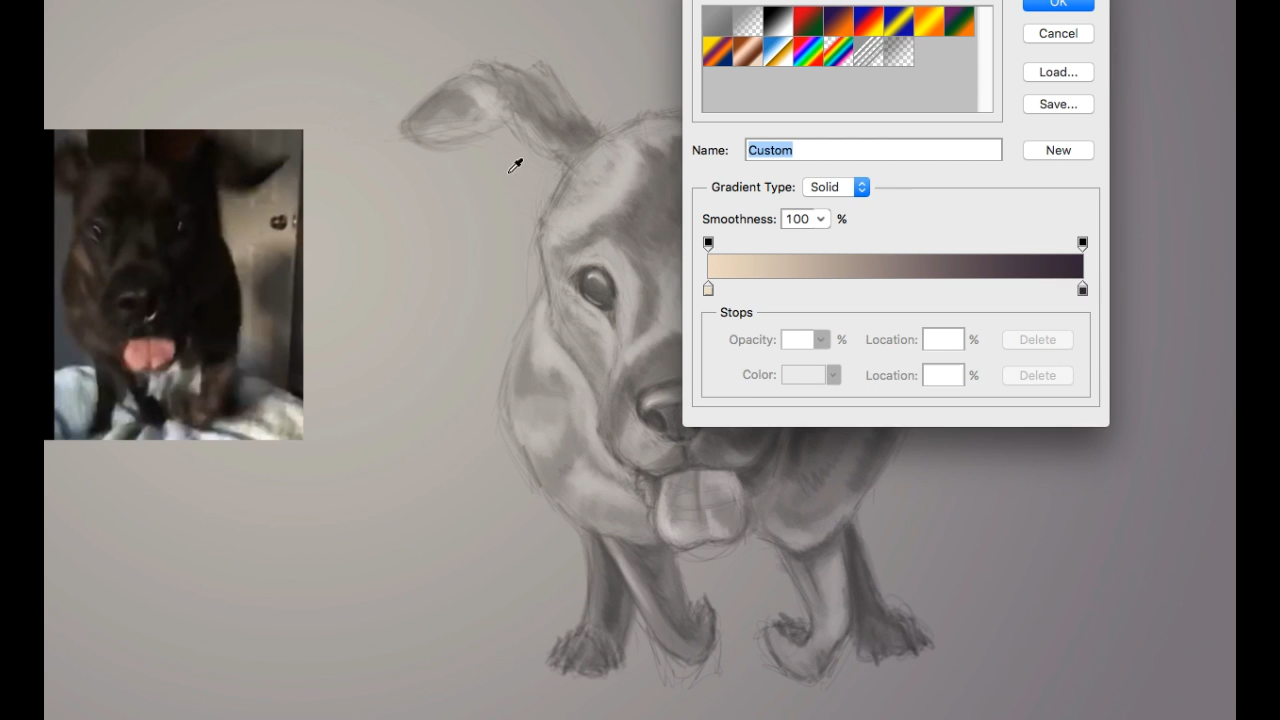 OK
Cancel
Load...
Save...
Name: Custom New
Gradient Type: Solid
Smoothness: 100 %
Stops
Opacity: % Location: % Delete
Color: Location: % Delete